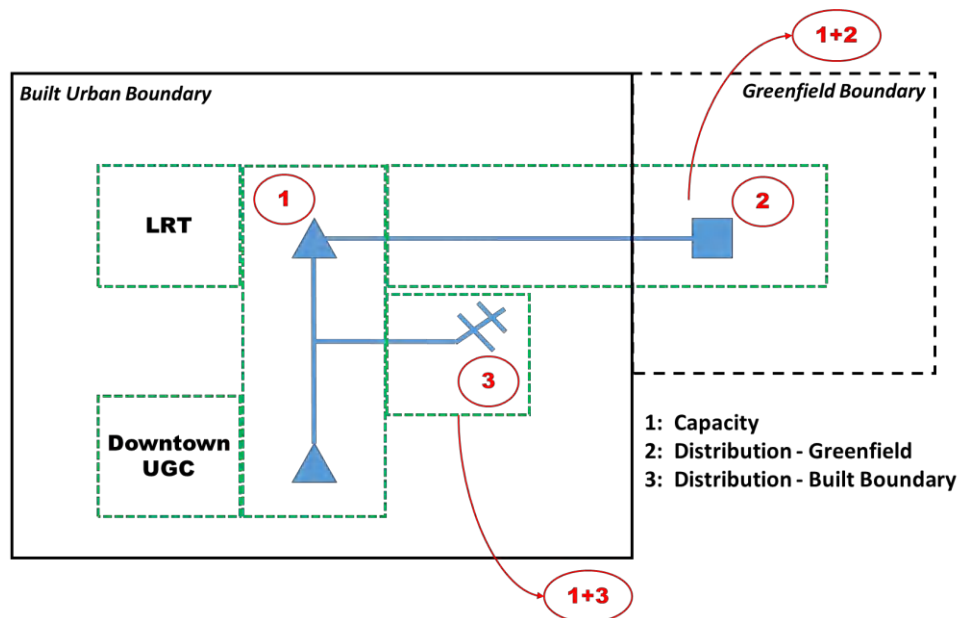 1+2
Built Urban Boundary
Greenfield Boundary
1
2
LRT
3
Downtown
UGC
1: Capacity
2: Distribution - Greenfield
3: Distribution - Built Boundary
1+3